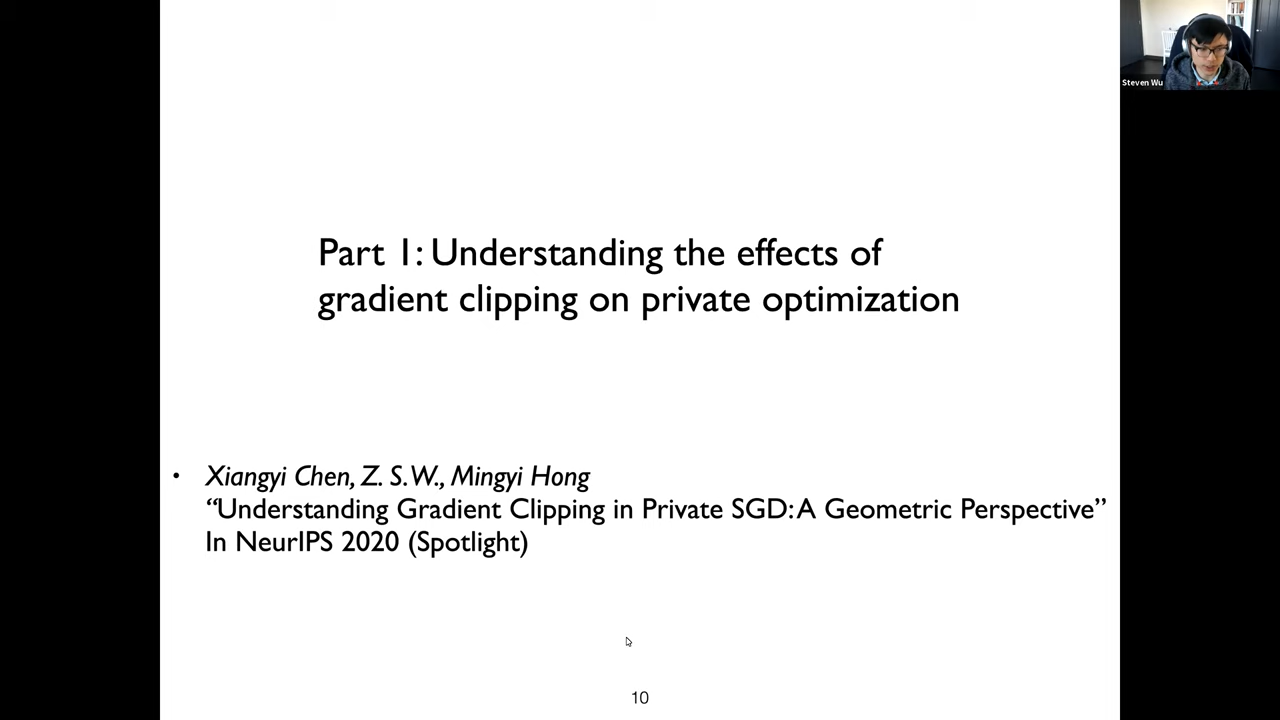 Steven Wu
Part 1: Understanding the effects of
gradient clipping on private optimization
• Xiangyi Chen, Z. S.W., Mingyi Hong
“Understanding Gradient Clipping in Private SGD: A Geometric Perspective”
In NeurIPS 2020 (Spotlight)
10